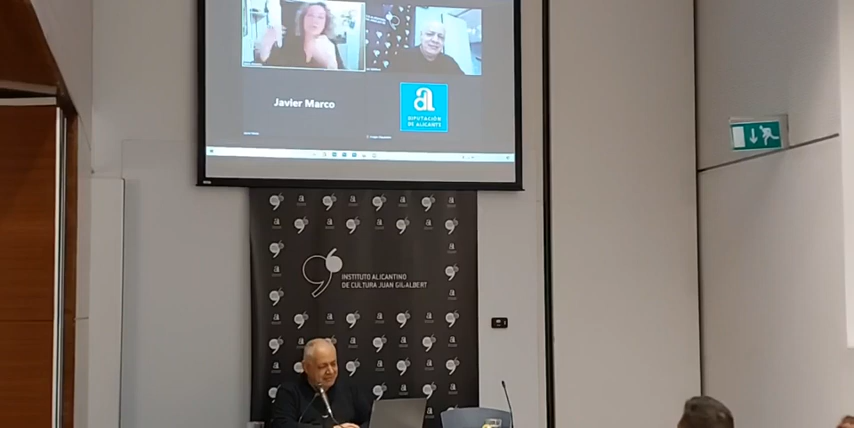 Javier Marco
DIPUTACIÓN
DE ALICANTE
INSTITUTO ALICANTINO
DE CULTURA JUAN GIL-ALBERT